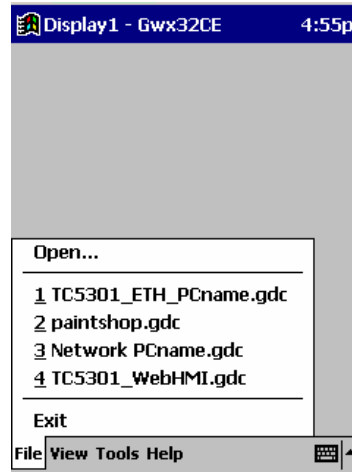 Display1 - Gwx32CE 4:55p
Open...
1 TC5301_ETH_PCname.gdc
2 paintshop.gdc
3 Network PCname.gdc
4 TC5301_WebHMI.gdc
Exit
File View Tools Help